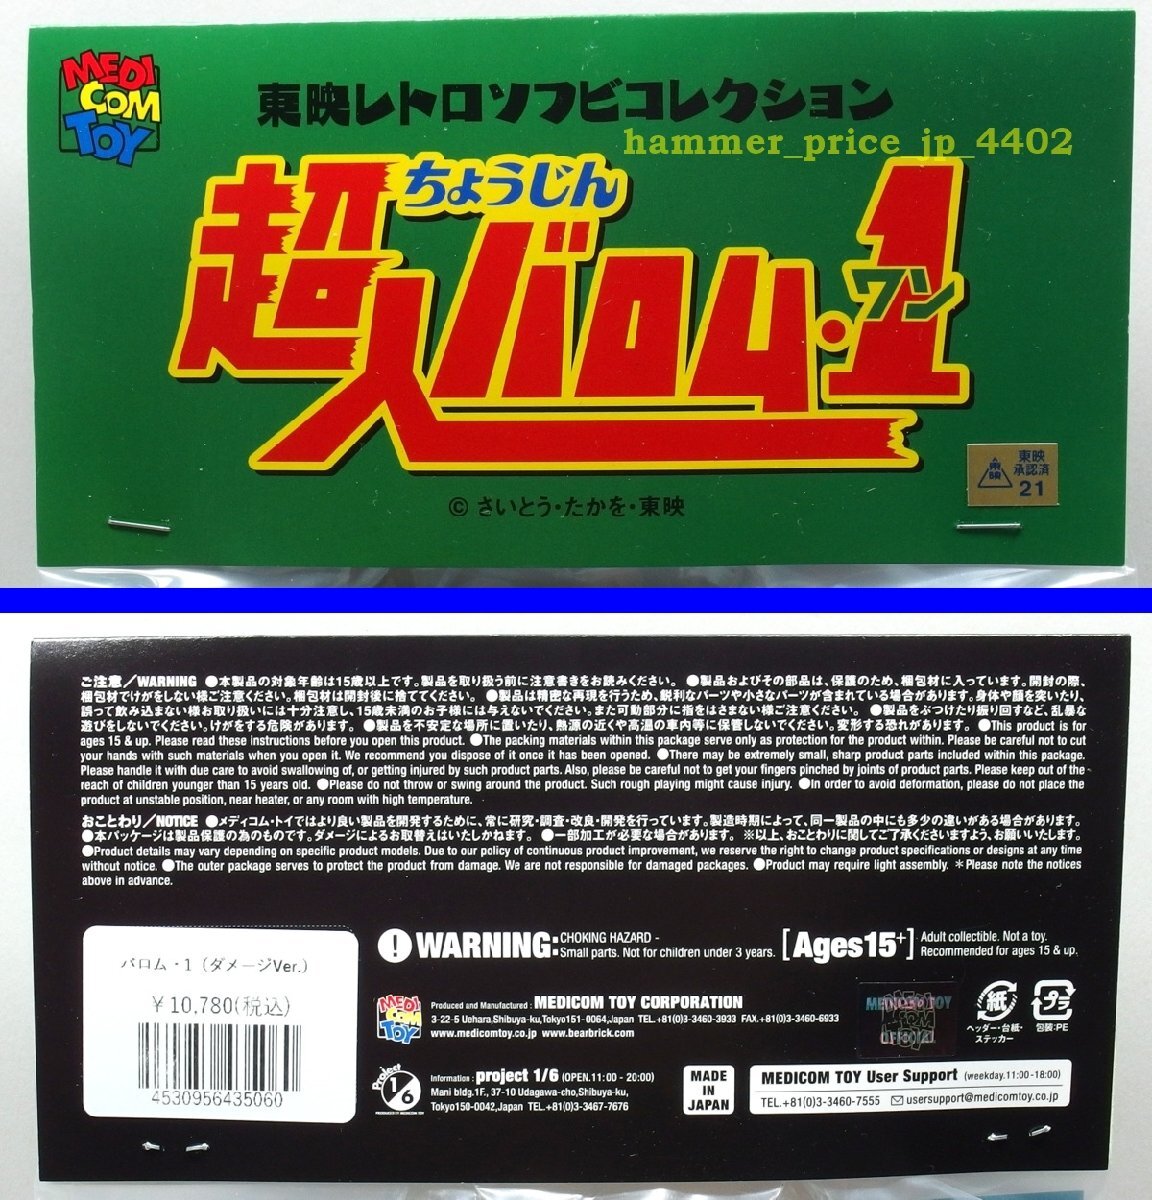 MEDI
COM
TOY
東映レトロソフビコレクション
hammer_price_jp_4402
ちょうじん
超人バロム・1
ワン
東映
東映
承認済
21
© さいとう・たかを・東映
ご注意／WARNING ●本製品の対象年齢は15歳以上です。製品を取り扱う前に注意書きをお読みください。 ●製品およびその部品は、保護のため、梱包材に入っています。開封の際、
梱包材でけがをしない様ご注意ください。梱包材は開封後に捨ててください。 ●製品は精密な再現を行うため、鋭利なパーツや小さなパーツが含まれている場合があります。身体や顔を突いたり、
誤って飲み込まない様お取り扱いには十分注意し、15歳未満のお子様には与えないでください。また可動部分に指をはさまない様ご注意ください。 ●製品をぶつけたり振り回すなど、乱暴な
遊びをしないでください。けがをする危険があります。 ●製品を不安定な場所に置いたり、熱源の近くや高温の車内等に保管しないでください。変形する恐れがあります。 ●This product is for
ages 15 & up. Please read these instructions before you open this product. ●The packing materials within this package serve only as protection for the product within. Please be careful not to cut
your hands with such materials when you open it. We recommend you dispose of it once it has been opened. ●There may be extremely small, sharp product parts included within this package.
Please handle it with due care to avoid swallowing of, or getting injured by such product parts. Also, please be careful not to get your fingers pinched by joints of product parts. Please keep out of the
reach of children younger than 15 years old. ●Please do not throw or swing around the product. Such rough playing might cause injury. ●In order to avoid deformation, please do not place the
product at unstable position, near heater, or any room with high temperature.
おことわり／NOTICE ●メディコム・トイではより良い製品を開発するために、常に研究・調査・改良・開発を行っています。製造時期によって、同一製品の中にも多少の違いがある場合があります。
●本パッケージは製品保護の為のものです。ダメージによるお取替えはいたしかねます。 ●一部加工が必要な場合があります。 ※以上、おことわりに関してご了承くださいますよう、お願いいたします。
●Product details may vary depending on specific product models. Due to our policy of continuous product improvement, we reserve the right to change product specifications or designs at any time
without notice. ●The outer package serves to protect the product from damage. We are not responsible for damaged packages. ●Product may require light assembly. ＊Please note the notices
above in advance.
バロム・1（ダメージVer.）
￥10,780(税込)
4530956435060
WARNING: CHOKING HAZARD -
Small parts. Not for children under 3 years.
[Ages15+]
Adult collectible. Not a toy.
Recommended for ages 15 & up.
MEDI
COM
TOY
Produced and Manufactured : MEDICOM TOY CORPORATION
3-22-5 Uehara.Shibuya-ku,Tokyo151-0064,Japan TEL.+81(0)3-3460-3933 FAX.+81(0)3-3460-6933
www.medicomtoy.co.jp www.bearbrick.com
MEDICOM TOY
OFFICIAL
紙
ヘッダー・台紙・
ステッカー
プラ
包装:PE
Project
1/6
PRODUCED BY MEDICOM TOY
Information : project 1/6 (OPEN.11:00 - 20:00)
Mani bldg.1F., 37-10 Udagawa-cho,Shibuya-ku,
Tokyo150-0042,Japan TEL.+81(0)3-3467-7676
MADE
IN
JAPAN
MEDICOM TOY User Support (weekday.11:00-18:00)
TEL.+81(0)3-3460-7555 usersupport@medicomtoy.co.jp